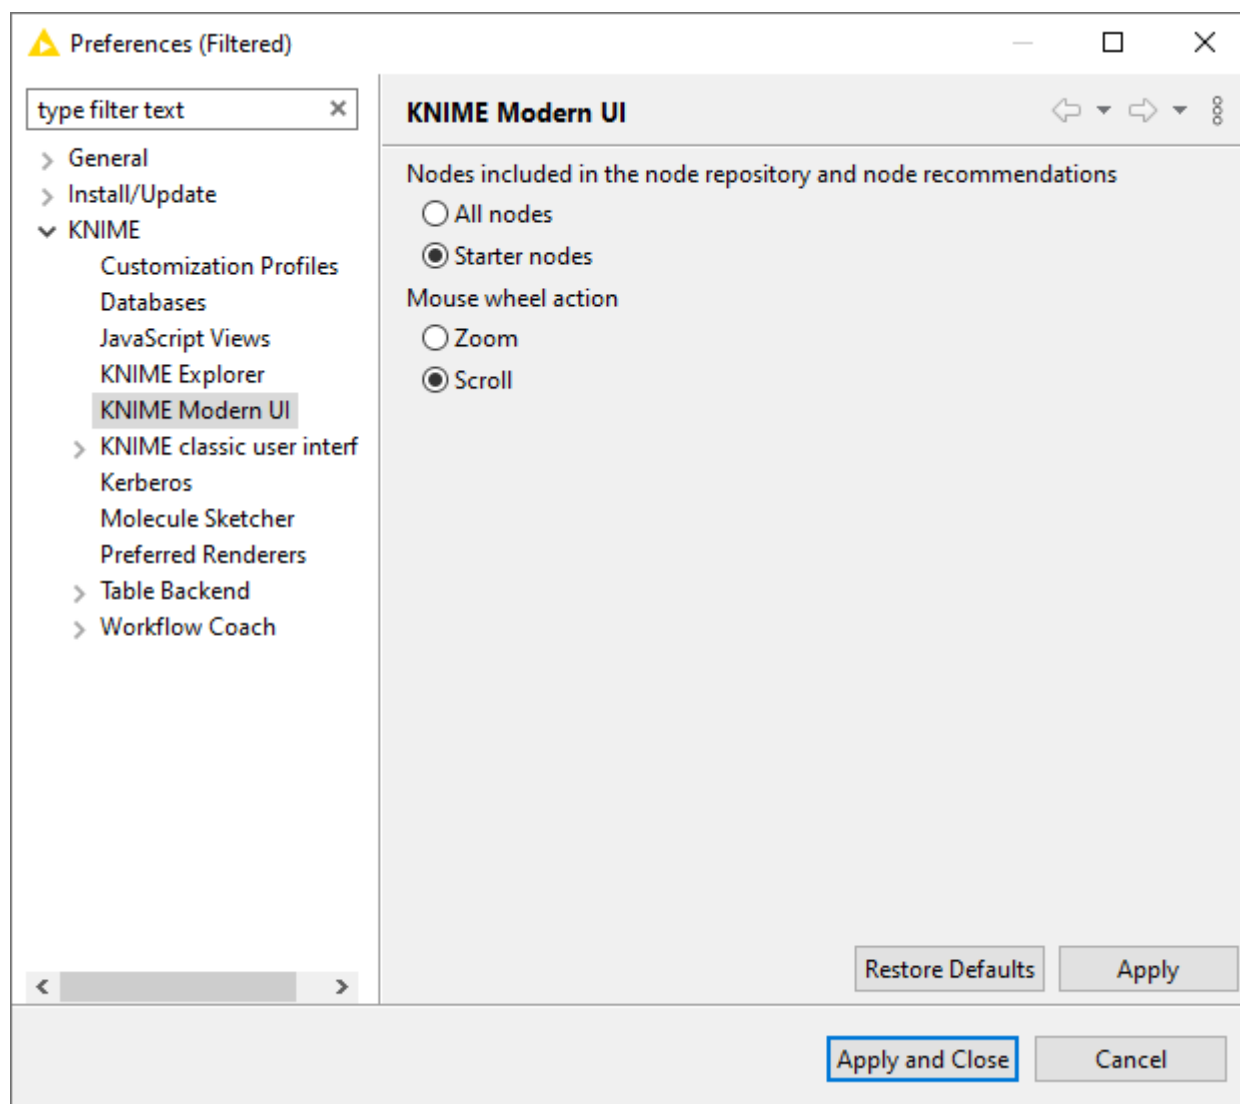 Preferences (Filtered)
type filter text
General
Install/Update
KNIME
Customization Profiles
Databases
JavaScript Views
KNIME Explorer
KNIME Modern UI
KNIME classic user interf
Kerberos
Molecule Sketcher
Preferred Renderers
Table Backend
Workflow Coach
KNIME Modern UI
Nodes included in the node repository and node recommendations
All nodes
Starter nodes
Mouse wheel action
Zoom
Scroll
Restore Defaults Apply
Apply and Close Cancel